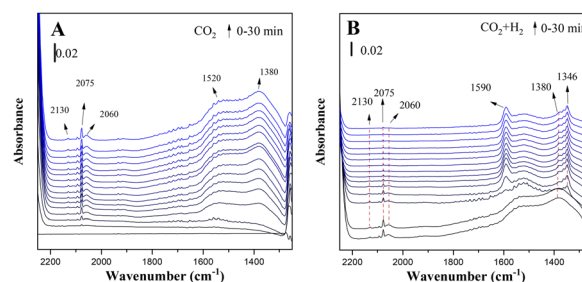 A
CO2 ↑ 0-30 min
0.02
2075
2130
2060
1520
1380
Absorbance
2200 2000 1800 1600 1400
Wavenumber (cm-1)
B
CO2+H2 ↑ 0-30 min
0.02
2075
2130
2060
1590
1380
1346
Absorbance
2200 2000 1800 1600 1400
Wavenumber (cm-1)